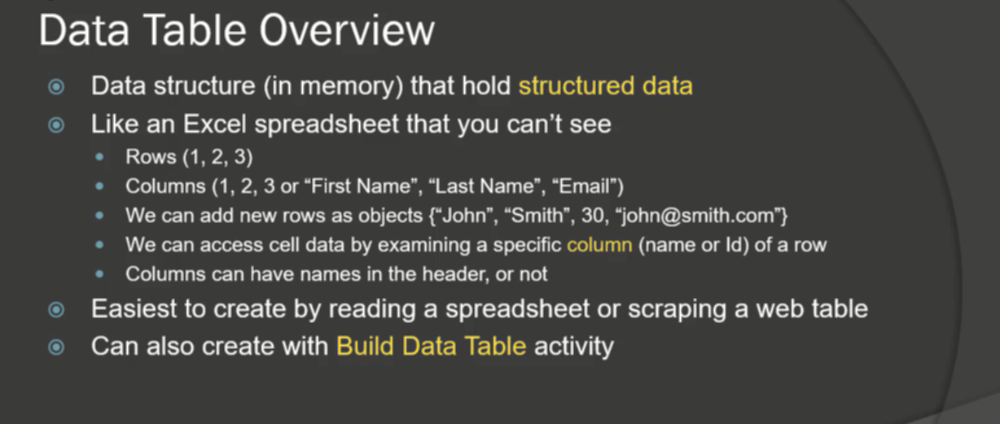 Data Table Overview
Data structure (in memory) that hold structured data
Like an Excel spreadsheet that you can’t see
Rows (1, 2, 3)
Columns (1, 2, 3 or “First Name”, “Last Name”, “Email”)
We can add new rows as objects {“John”, “Smith”, 30, “john@smith.com”}
We can access cell data by examining a specific column (name or Id) of a row
Columns can have names in the header, or not
Easiest to create by reading a spreadsheet or scraping a web table
Can also create with Build Data Table activity